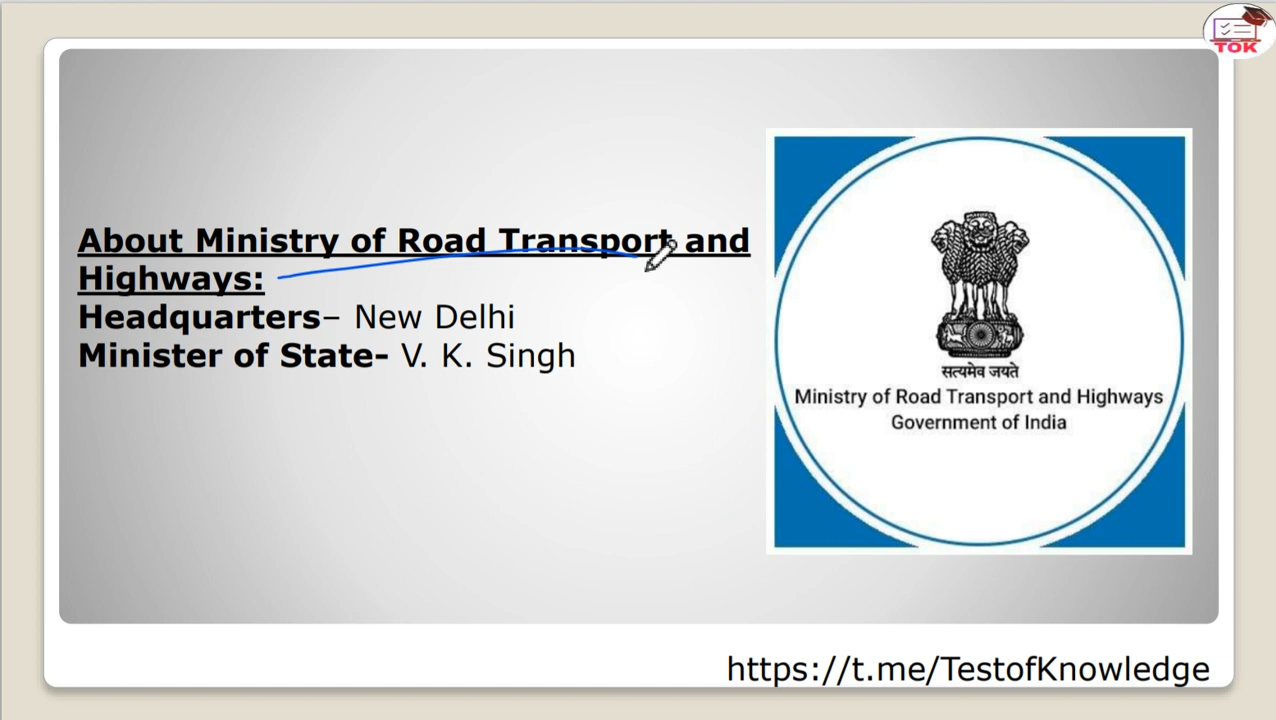 TOK
About Ministry of Road Transport and
Highways:
Headquarters– New Delhi
Minister of State- V. K. Singh
सत्यमेव जयते
Ministry of Road Transport and Highways
Government of India
https://t.me/TestofKnowledge